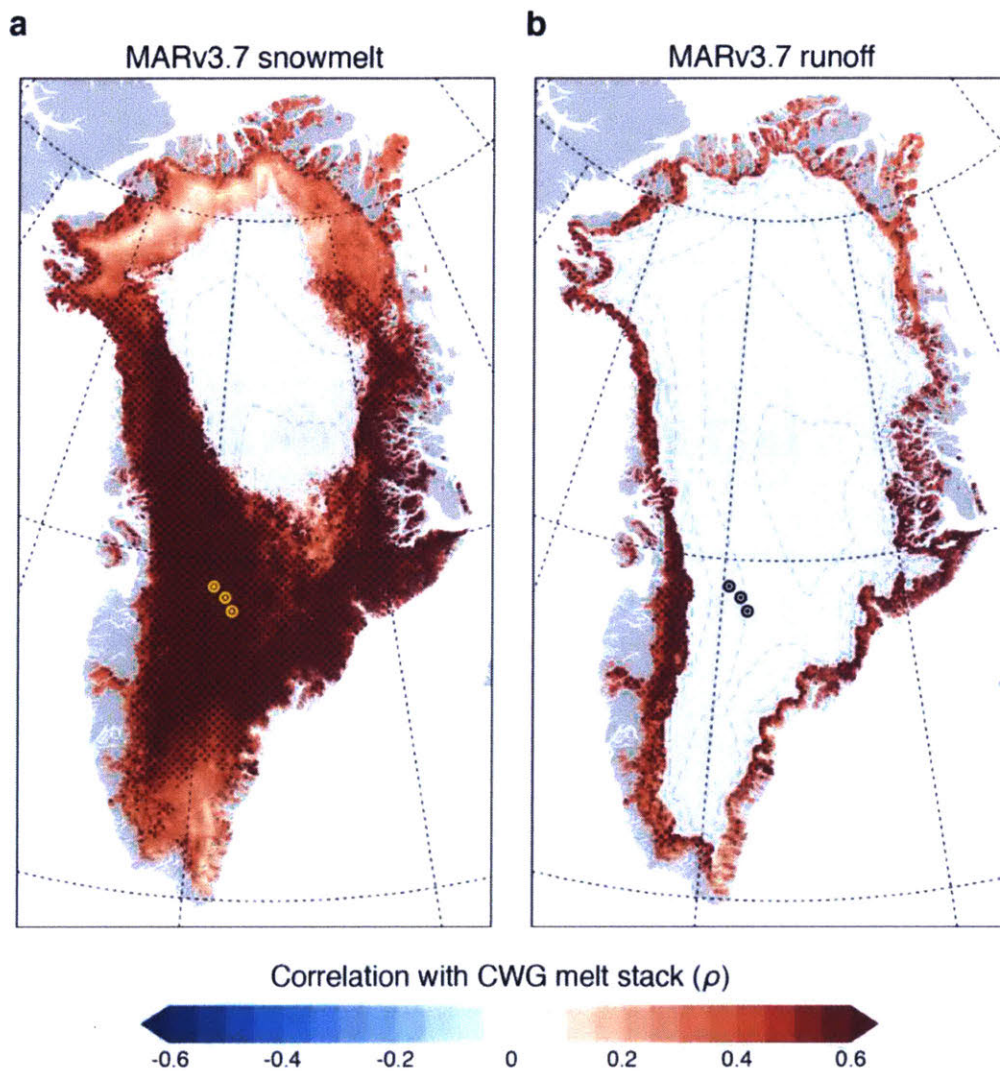 a
b
MARv3.7 snowmelt
MARv3.7 runoff
Correlation with CWG melt stack (ρ)
-0.6 -0.4 -0.2 0 0.2 0.4 0.6